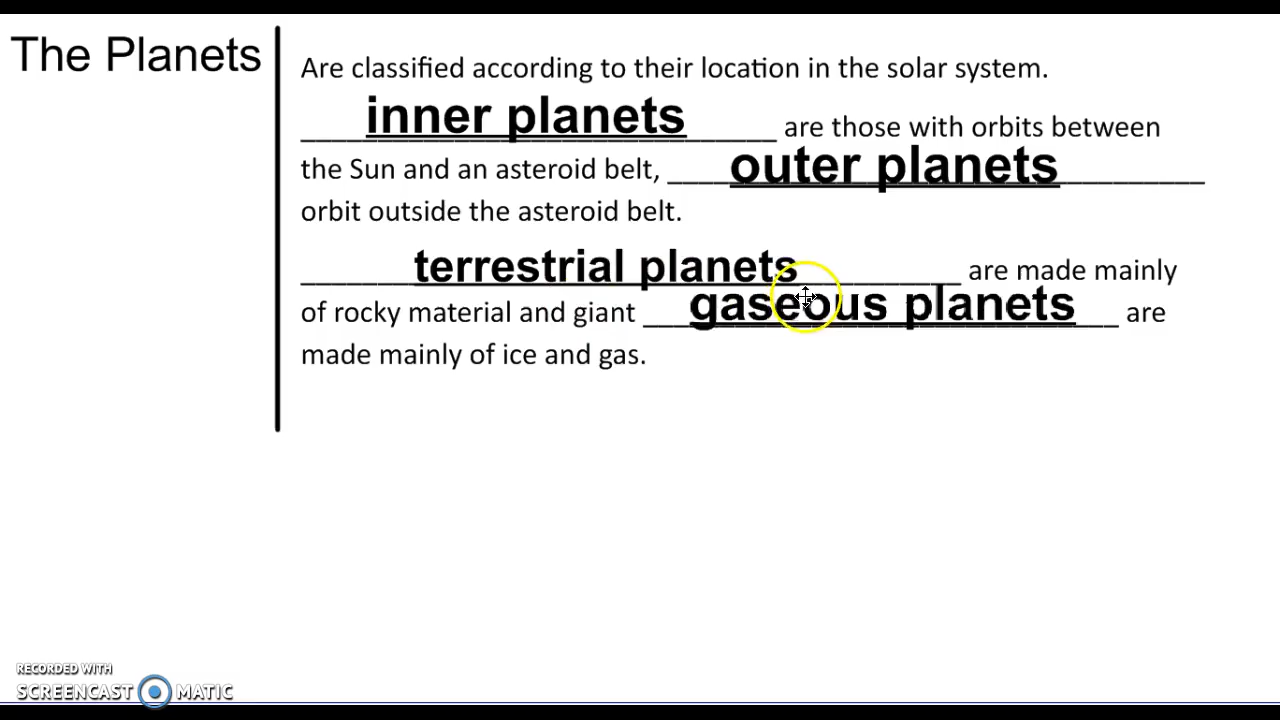 The Planets
Are classified according to their location in the solar system.
inner planets are those with orbits between
the Sun and an asteroid belt, outer planets
orbit outside the asteroid belt.
terrestrial planets are made mainly
of rocky material and giant gaseous planets are
made mainly of ice and gas.
RECORDED WITH
SCREENCAST MATIC